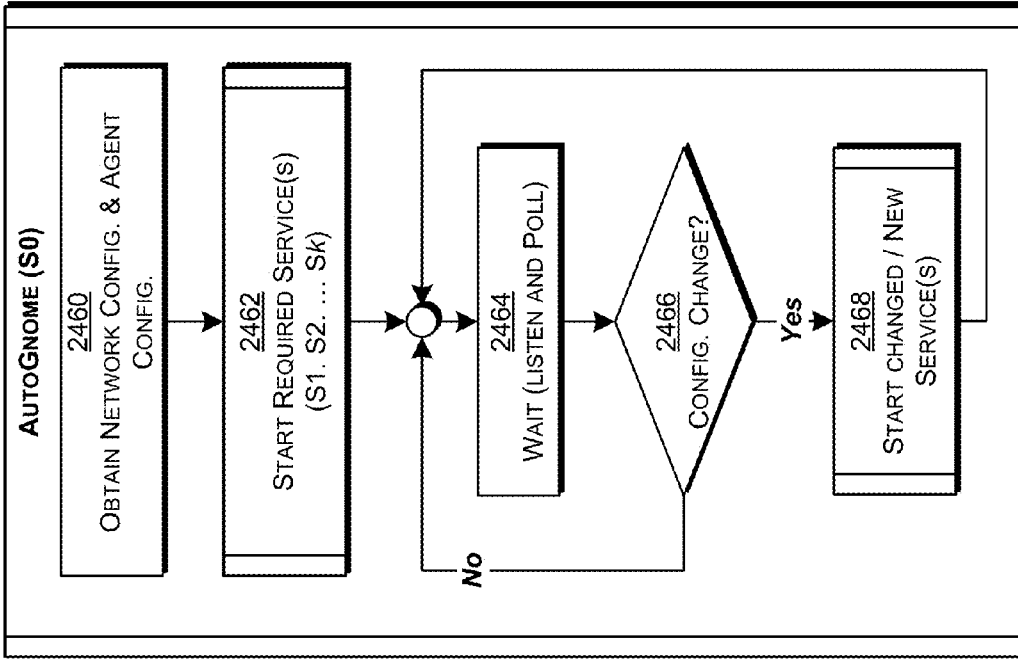 AUTOGNOME (S0)
2460
OBTAIN NETWORK CONFIG. & AGENT
CONFIG.
2462
START REQUIRED SERVICE(S)
(S1. S2. ... Sk)
2464
WAIT (LISTEN AND POLL)
2466
CONFIG. CHANGE?
No
Yes
2468
START CHANGED / NEW
SERVICE(S)